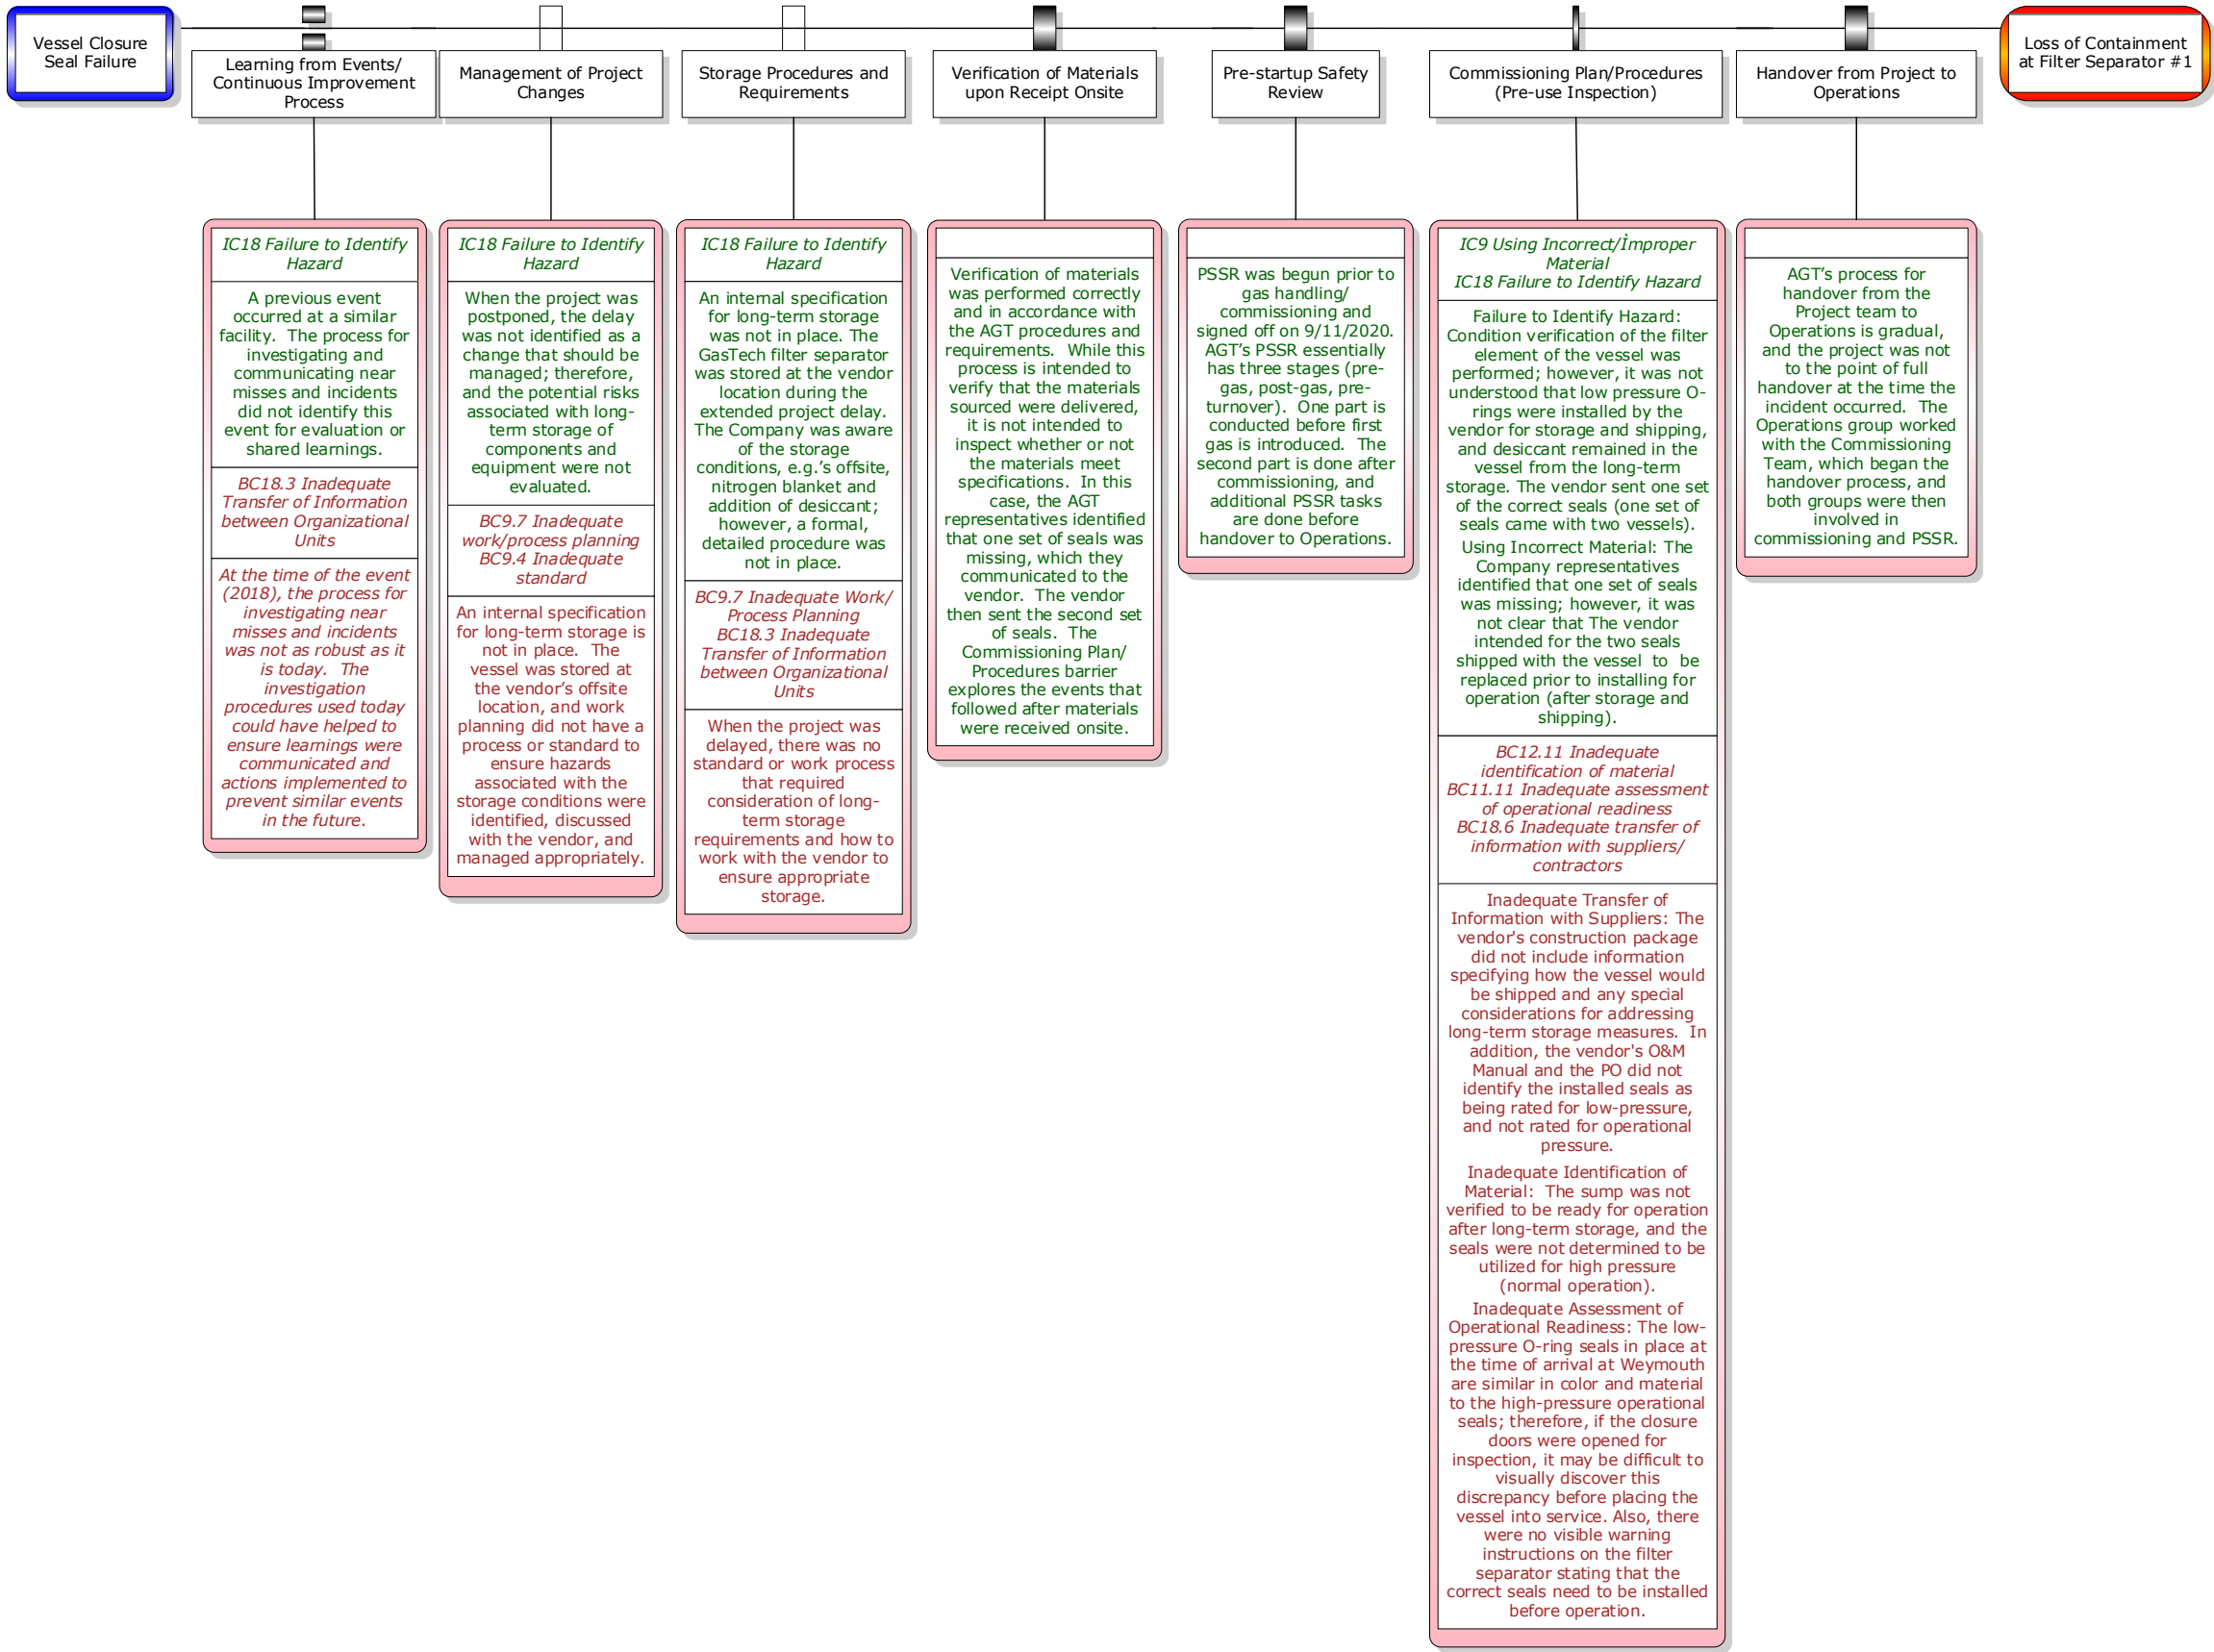 Vessel Closure
Seal Failure
Learning from Events/
Continuous Improvement
Process
Management of Project
Changes
Storage Procedures and
Requirements
Verification of Materials
upon Receipt Onsite
Pre-startup Safety
Review
Commissioning Plan/Procedures
(Pre-use Inspection)
Handover from Project to
Operations
Loss of Containment
at Filter Separator #1
IC18 Failure to Identify
Hazard
A previous event
occurred at a similar
facility.  The process for
investigating and
communicating near
misses and incidents
did not identify this
event for evaluation or
shared learnings.
BC18.3 Inadequate
Transfer of Information
between Organizational
Units
At the time of the event
(2018), the process for
investigating near
misses and incidents
was not as robust as it
is today.  The
investigation
procedures used today
could have helped to
ensure learnings were
communicated and
actions implemented to
prevent similar events
in the future.
IC18 Failure to Identify
Hazard
When the project was
postponed, the delay
was not identified as a
change that should be
managed; therefore,
and the potential risks
associated with long-
term storage of
components and
equipment were not
evaluated.
BC9.7 Inadequate
work/process planning
BC9.4 Inadequate
standard
An internal specification
for long-term storage is
not in place.  The
vessel was stored at
the vendor’s offsite
location, and work
planning did not have a
process or standard to
ensure hazards
associated with the
storage conditions were
identified, discussed
with the vendor, and
managed appropriately.
IC18 Failure to Identify
Hazard
An internal specification
for long-term storage
was not in place. The
GasTech filter separator
was stored at the vendor
location during the
extended project delay.
The Company was aware
of the storage
conditions, e.g.’s offsite,
nitrogen blanket and
addition of desiccant;
however, a formal,
detailed procedure was
not in place.
BC9.7 Inadequate Work/
Process Planning
BC18.3 Inadequate
Transfer of Information
between Organizational
Units
When the project was
delayed, there was no
standard or work process
that required
consideration of long-
term storage
requirements and how to
work with the vendor to
ensure appropriate
storage.
Verification of materials
was performed correctly
and in accordance with
the AGT procedures and
requirements.  While this
process is intended to
verify that the materials
sourced were delivered,
it is not intended to
inspect whether or not
the materials meet
specifications.  In this
case, the AGT
representatives identified
that one set of seals was
missing, which they
communicated to the
vendor.  The vendor
then sent the second set
of seals.  The
Commissioning Plan/
Procedures barrier
explores the events that
followed after materials
were received onsite.
PSSR was begun prior to
gas handling/
commissioning and
signed off on 9/11/2020.
AGT’s PSSR essentially
has three stages (pre-
gas, post-gas, pre-
turnover).  One part is
conducted before first
gas is introduced.  The
second part is done after
commissioning, and
additional PSSR tasks
are done before
handover to Operations.
IC9 Using Incorrect/Ìmproper
Material
IC18 Failure to Identify Hazard
Failure to Identify Hazard:
Condition verification of the filter
element of the vessel was
performed; however, it was not
understood that low pressure O-
rings were installed by the
vendor for storage and shipping,
and desiccant remained in the
vessel from the long-term
storage. The vendor sent one set
of the correct seals (one set of
seals came with two vessels).
Using Incorrect Material: The
Company representatives
identified that one set of seals
was missing; however, it was
not clear that The vendor
intended for the two seals
shipped with the vessel  to  be
replaced prior to installing for
operation (after storage and
shipping).
BC12.11 Inadequate
identification of material
BC11.11 Inadequate assessment
of operational readiness
BC18.6 Inadequate transfer of
information with suppliers/
contractors
Inadequate Transfer of
Information with Suppliers: The
vendor's construction package
did not include information
specifying how the vessel would
be shipped and any special
considerations for addressing
long-term storage measures.  In
addition, the vendor's O&M
Manual and the PO did not
identify the installed seals as
being rated for low-pressure,
and not rated for operational
pressure.
Inadequate Identification of
Material:  The sump was not
verified to be ready for operation
after long-term storage, and the
seals were not determined to be
utilized for high pressure
(normal operation).
Inadequate Assessment of
Operational Readiness: The low-
pressure O-ring seals in place at
the time of arrival at Weymouth
are similar in color and material
to the high-pressure operational
seals; therefore, if the closure
doors were opened for
inspection, it may be difficult to
visually discover this
discrepancy before placing the
vessel into service. Also, there
were no visible warning
instructions on the filter
separator stating that the
correct seals need to be installed
before operation.
AGT’s process for
handover from the
Project team to
Operations is gradual,
and the project was not
to the point of full
handover at the time the
incident occurred.  The
Operations group worked
with the Commissioning
Team, which began the
handover process, and
both groups were then
involved in
commissioning and PSSR.